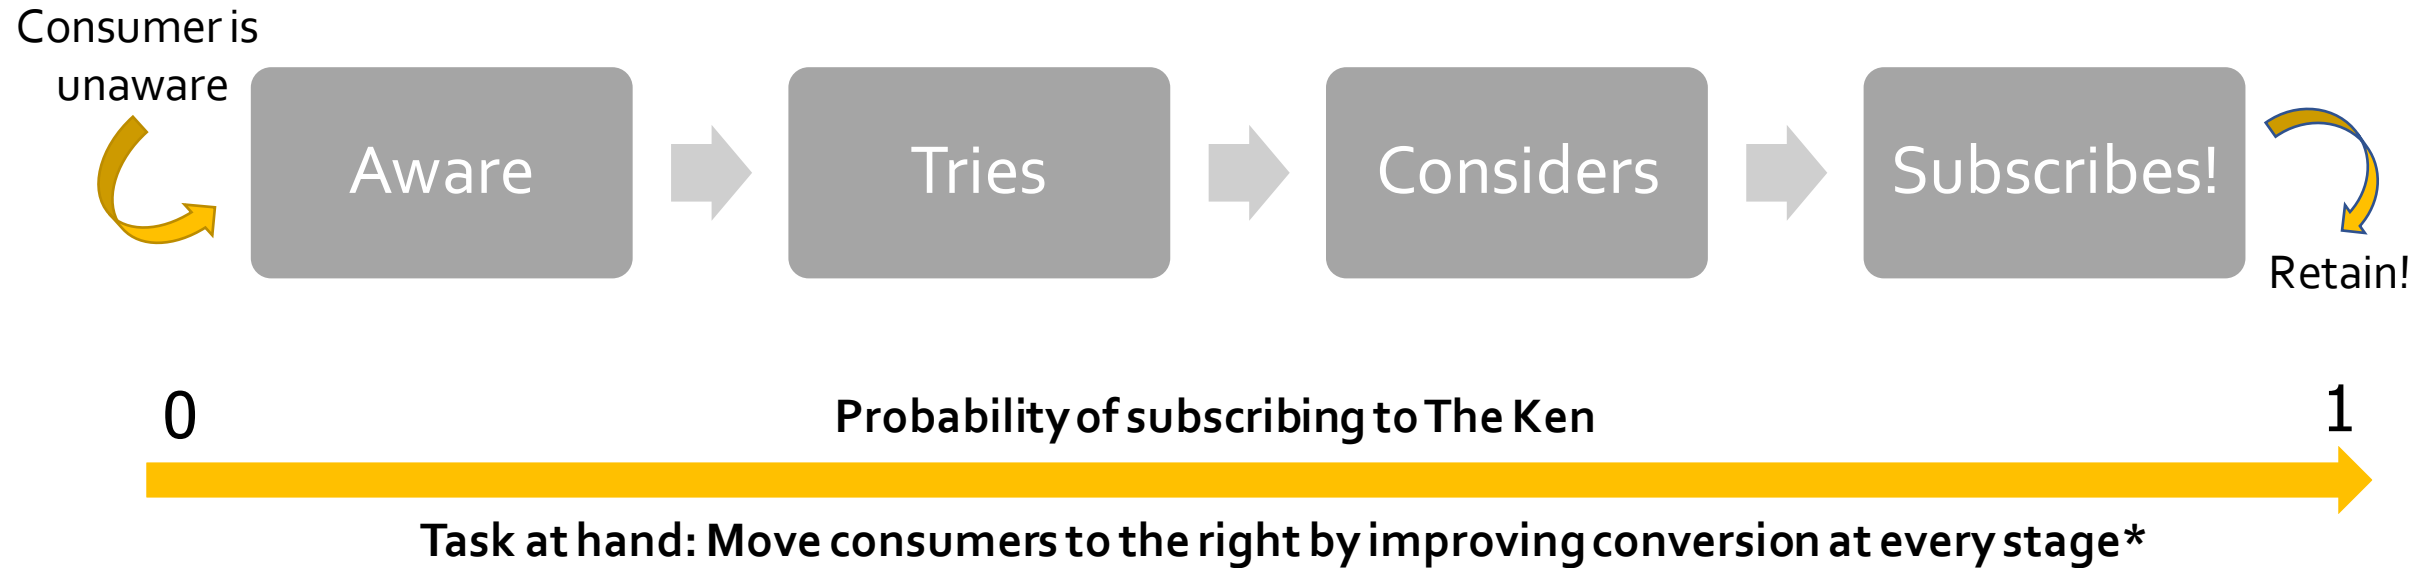 Consumer is
unaware
Aware
Tries
Considers
Subscribes!
Retain!
0
Probability of subscribing to The Ken
1
Task at hand: Move consumers to the right by improving conversion at every stage*